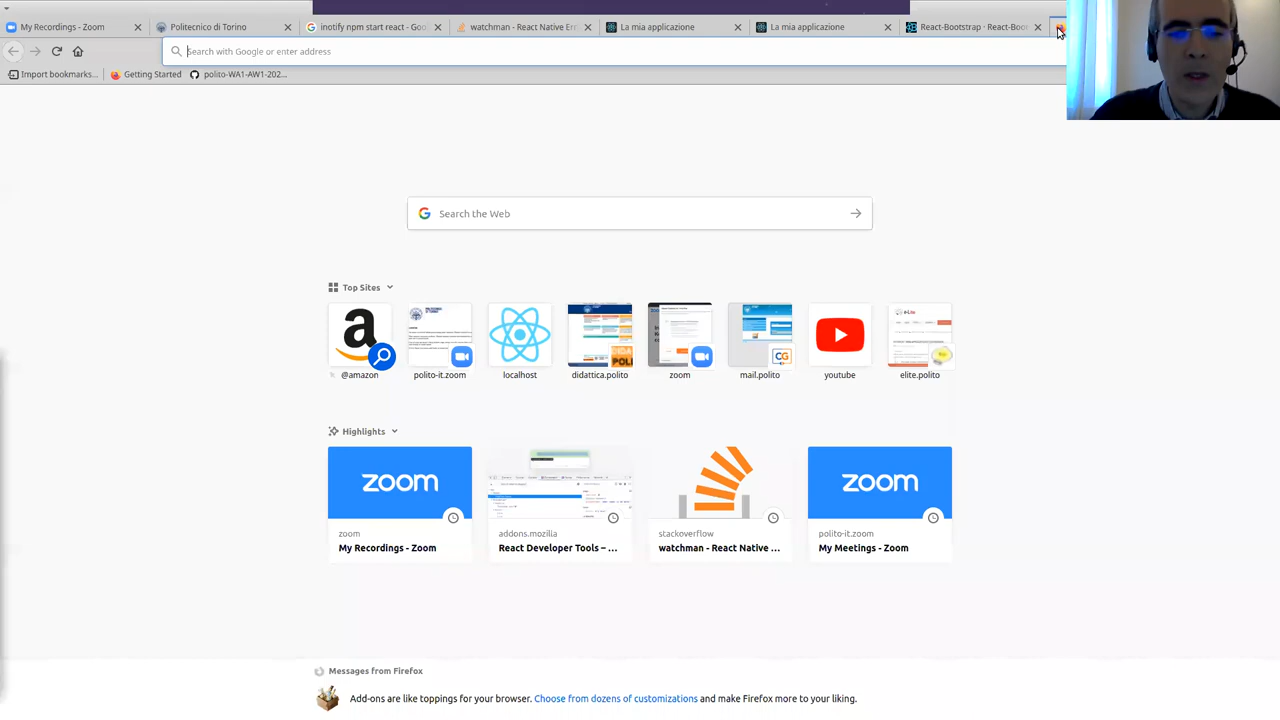 My Recordings - Zoom
Politecnico di Torino
inotify npm start react - Goo
watchman - React Native Err
La mia applicazione
La mia applicazione
React-Bootstrap · React-Boo
Search with Google or enter address
Import bookmarks...
Getting Started
polito-WA1-AW1-202...
Search the Web
Top Sites
@amazon
polito-it.zoom
localhost
didattica.polito
zoom
mail.polito
youtube
elite.polito
Highlights
zoom
zoom
zoom
My Recordings - Zoom
addons.mozilla
React Developer Tools – ...
stackoverflow
watchman - React Native ...
polito-it.zoom
My Meetings - Zoom
Messages from Firefox
Add-ons are like toppings for your browser. Choose from dozens of customizations and make Firefox more to your liking.